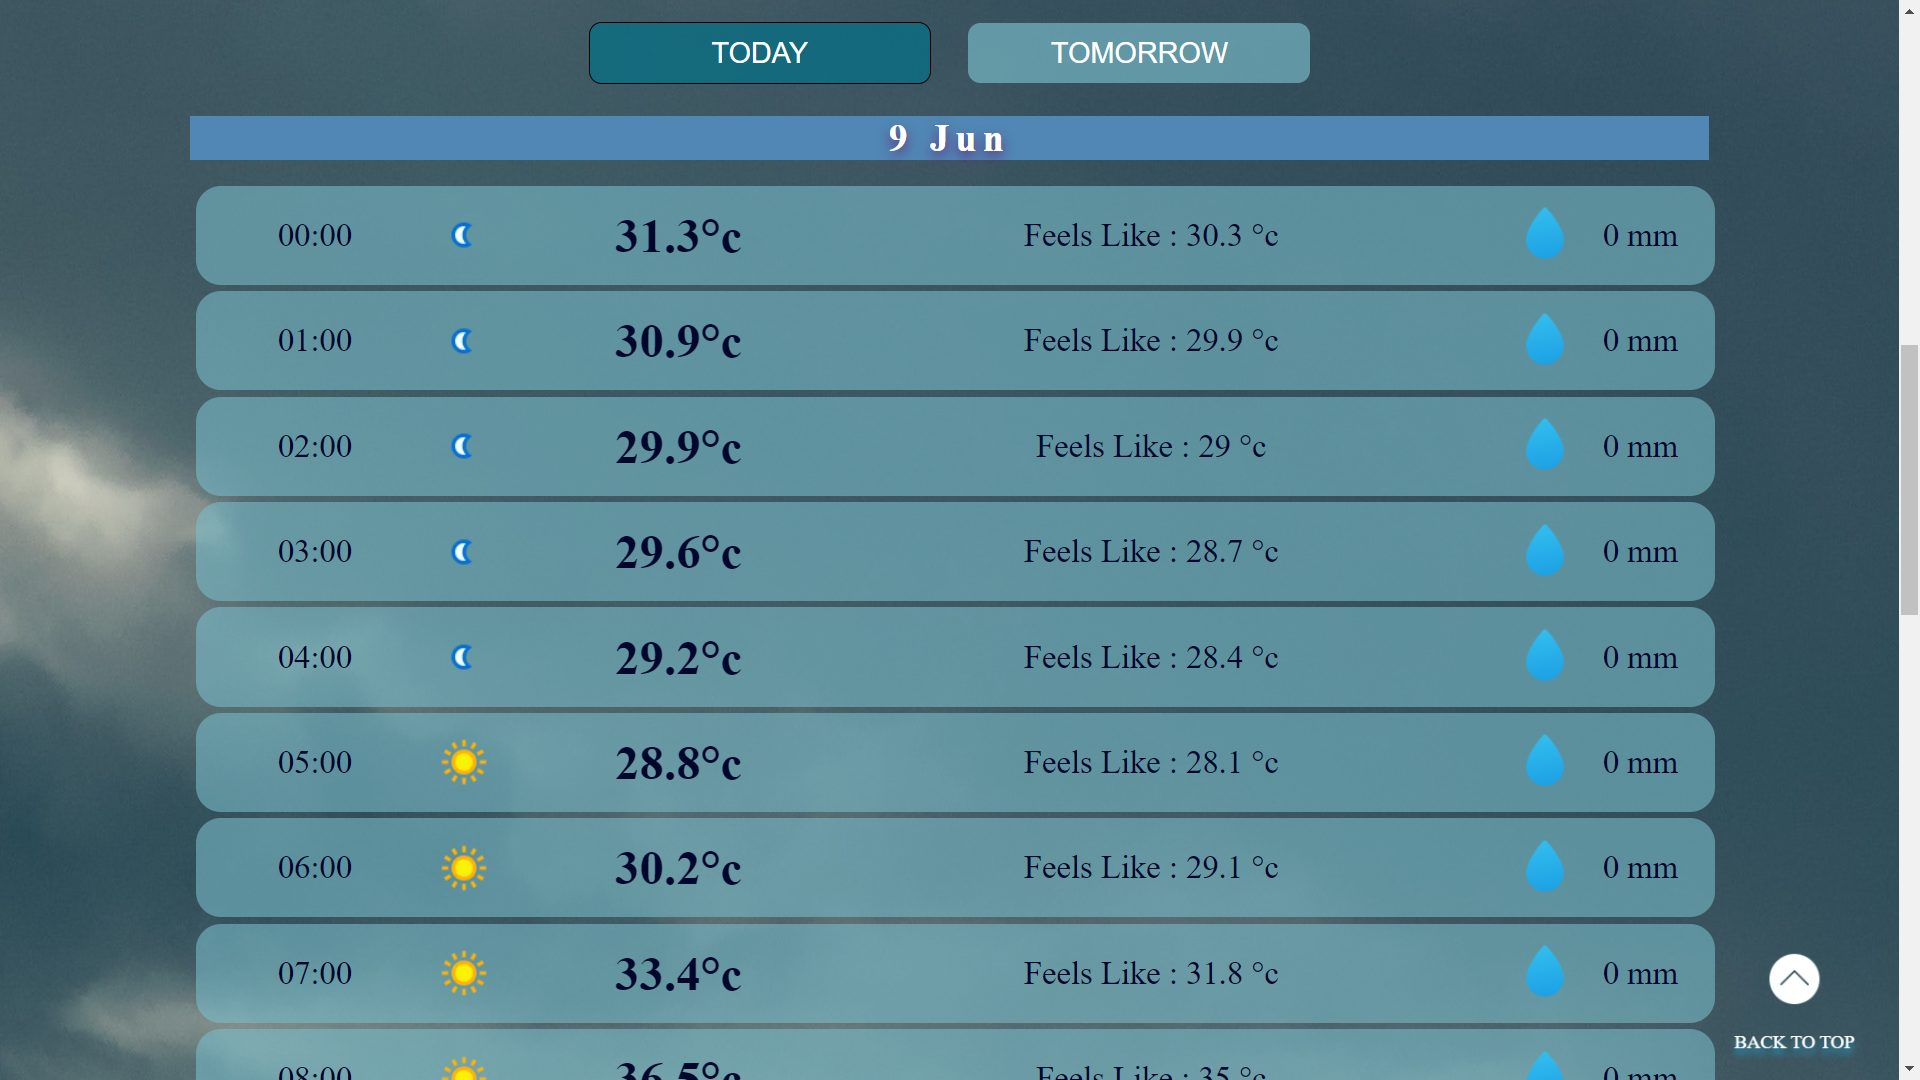 TODAY TOMORROW
9 Jun
00:00 31.3°c Feels Like : 30.3 °c 0 mm
01:00 30.9°c Feels Like : 29.9 °c 0 mm
02:00 29.9°c Feels Like : 29 °c 0 mm
03:00 29.6°c Feels Like : 28.7 °c 0 mm
04:00 29.2°c Feels Like : 28.4 °c 0 mm
05:00 28.8°c Feels Like : 28.1 °c 0 mm
06:00 30.2°c Feels Like : 29.1 °c 0 mm
07:00 33.4°c Feels Like : 31.8 °c 0 mm
08:00 36.5°c Feels Like : 35 °c 0 mm
BACK TO TOP